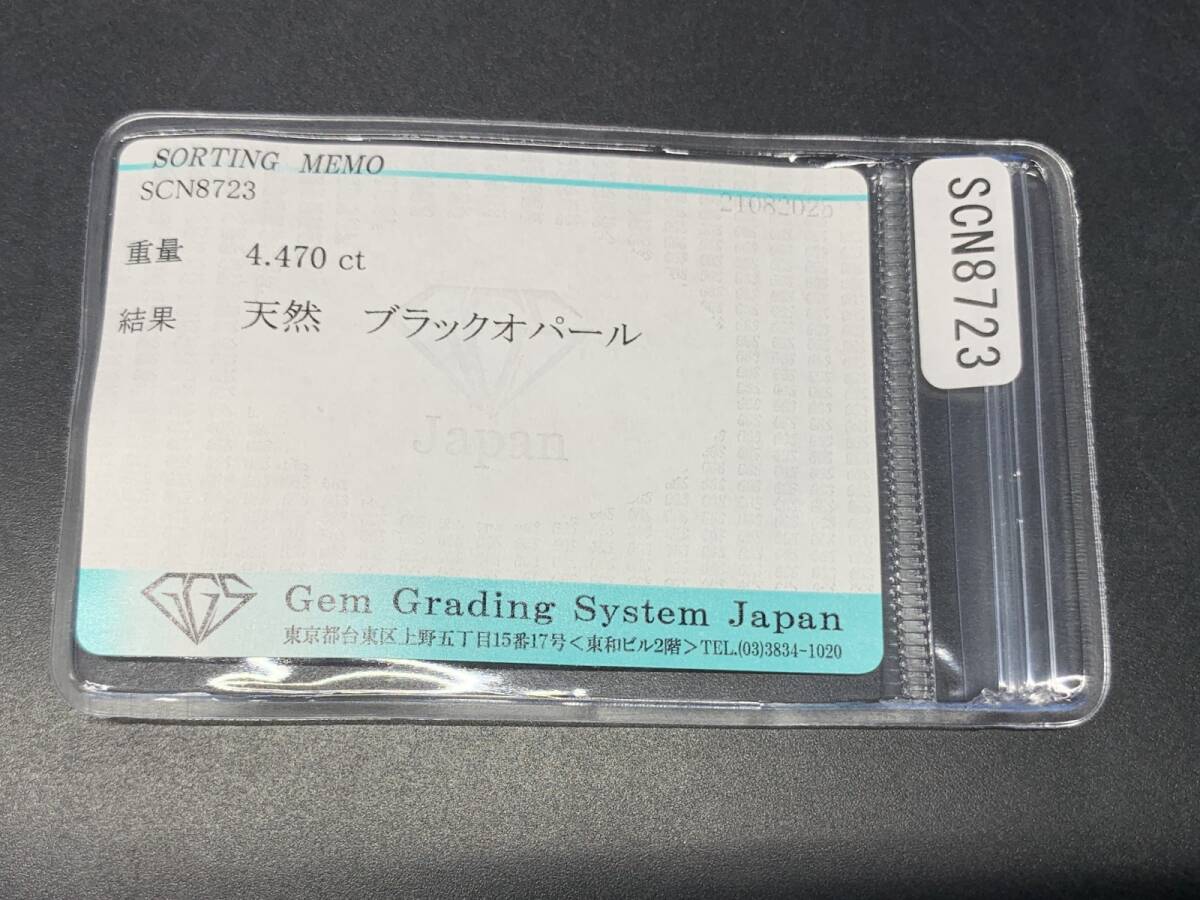 SORTING MEMO
SCN8723
21082025
重量 4.470 ct
結果 天然 ブラックオパール
Japan
GGS
Gem Grading System Japan
東京都台東区上野五丁目15番17号＜東和ビル2階＞TEL.(03)3834-1020
SCN8723